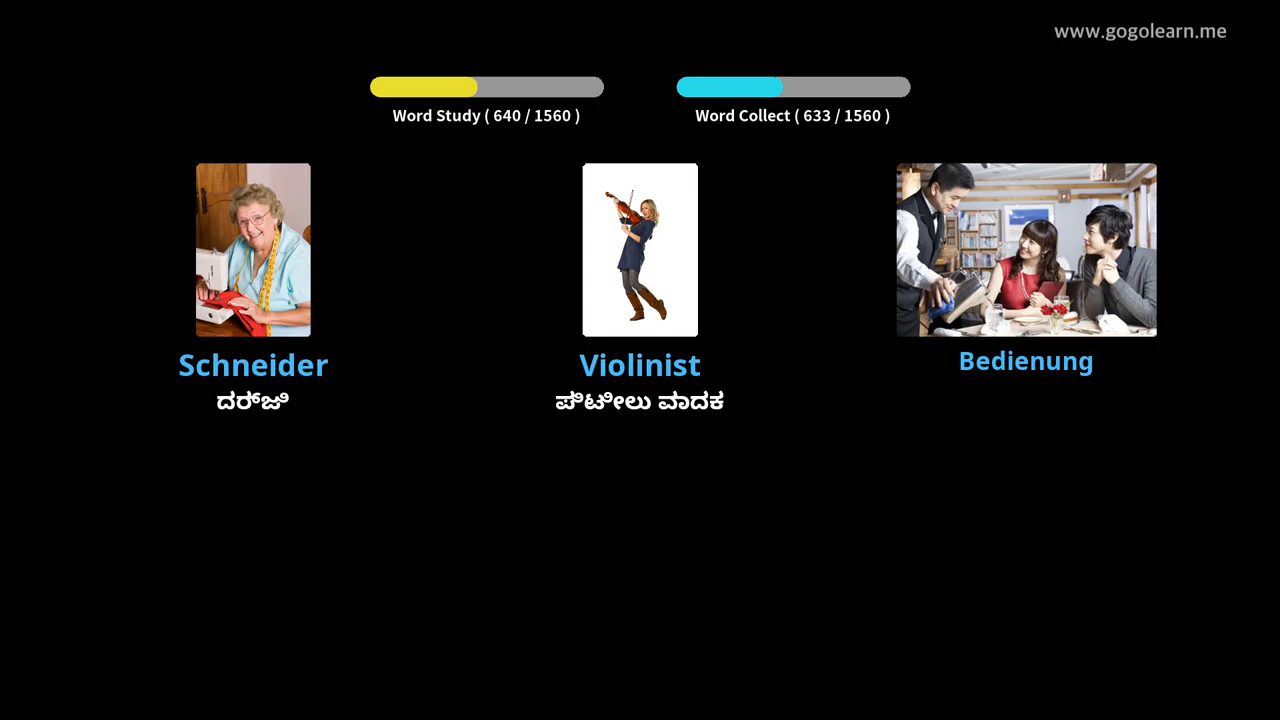 www.gogolearn.me
Word Study ( 640 / 1560 )
Word Collect ( 633 / 1560 )
Schneider
Violinist
Bedienung
ದರ್ಜಿ
ಪಿಟೀಲು ವಾದಕ